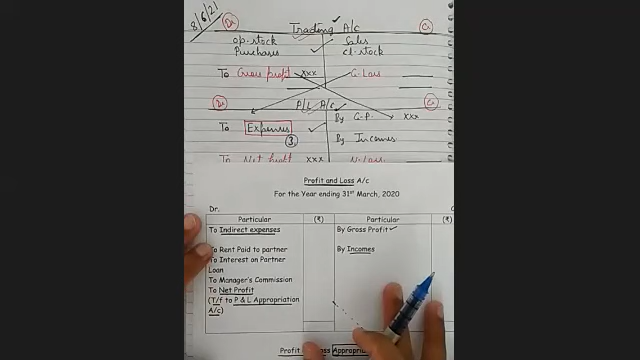 8/6/21
Dr Trading A/c Cr
op. stock Sales
Purchases cl. stock
To Gross profit xxx G-Loss
Dr P/L A/c Cr
By G.P. xxx
To Expenses
By Incomes
3
To Net profit xxx N-Loss
Profit and Loss A/c
For the Year ending 31st March, 2020
Dr.
Particular (₹) Particular (₹)
To Indirect expenses By Gross Profit
To Rent Paid to partner By Incomes
To Interest on Partner
Loan
To Manager's Commission
To Net Profit
(T/f to P & L Appropriation
A/c)
Profit Loss Appropria